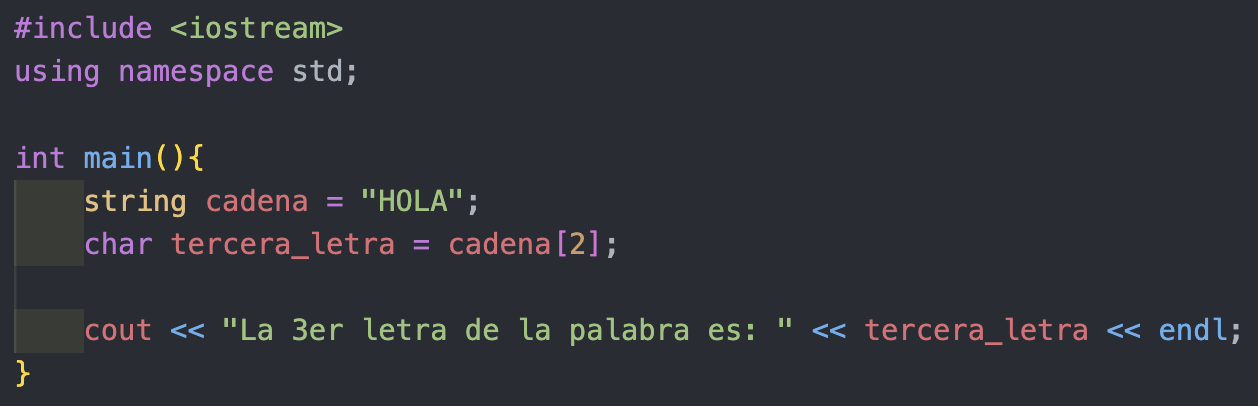 #include <iostream>
using namespace std;
int main(){
string cadena = "HOLA";
char tercera_letra = cadena[2];
cout << "La 3er letra de la palabra es: " << tercera_letra << endl;
}